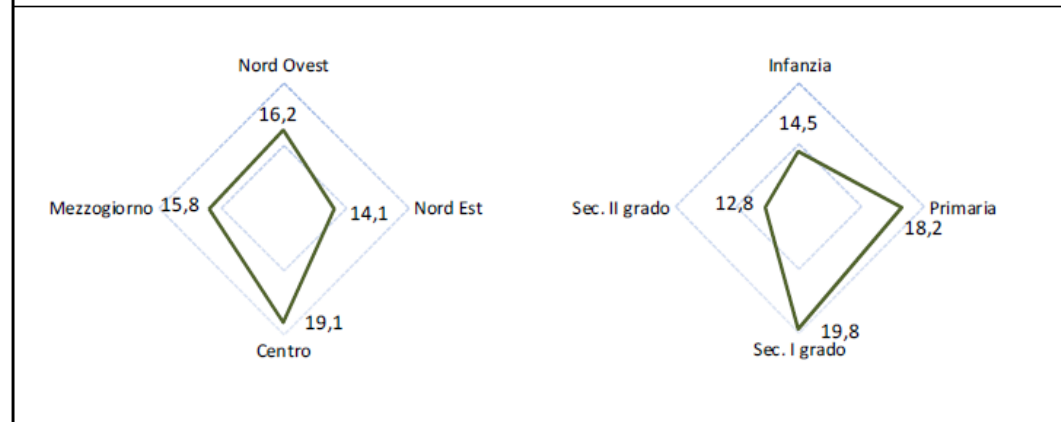 Nord Ovest
16,2
Mezzogiorno 15,8
14,1 Nord Est
19,1
Centro
Infanzia
14,5
Sec. II grado 12,8
Primaria
18,2
19,8
Sec. I grado